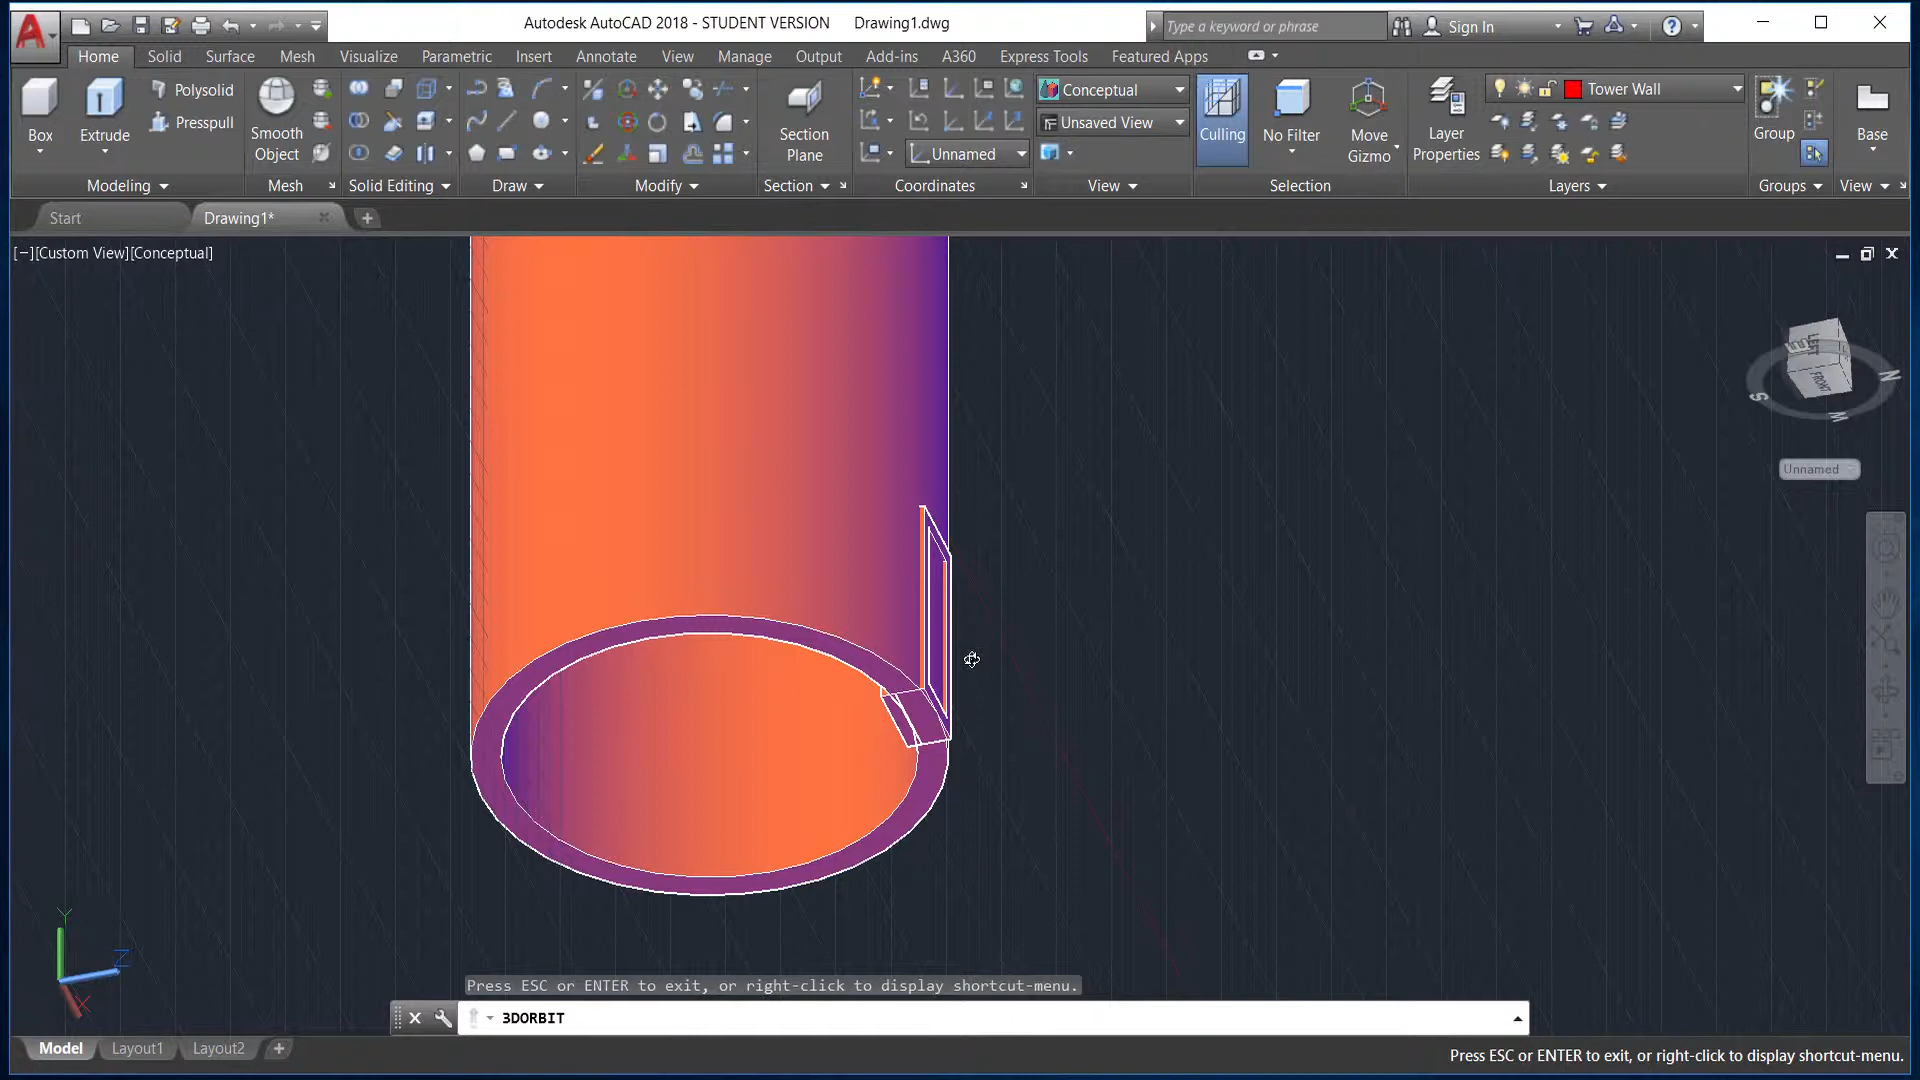 Autodesk AutoCAD 2018 - STUDENT VERSION Drawing1.dwg
Type a keyword or phrase
Sign In
Home Solid Surface Mesh Visualize Parametric Insert Annotate View Manage Output Add-ins A360 Express Tools Featured Apps
Box
Extrude
Polysolid
Presspull
Smooth
Object
Section
Plane
Unnamed
Conceptual
Unsaved View
Culling
No Filter
Move
Gizmo
Layer
Properties
Tower Wall
Group
Base
Modeling Mesh Solid Editing Draw Modify Section Coordinates View Selection Layers Groups View
Start
Drawing1*
[−][Custom View][Conceptual]
LEFT
FRONT
S
N
W
Unnamed
Y
Z
X
Press ESC or ENTER to exit, or right-click to display shortcut-menu.
3DORBIT
Model Layout1 Layout2
Press ESC or ENTER to exit, or right-click to display shortcut-menu.